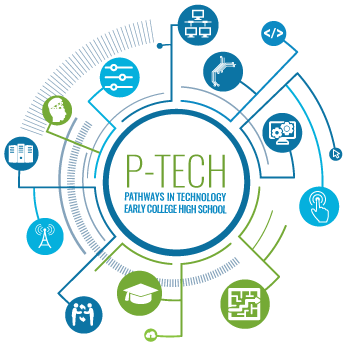 </>
P-TECH
PATHWAYS IN TECHNOLOGY
EARLY COLLEGE HIGH SCHOOL